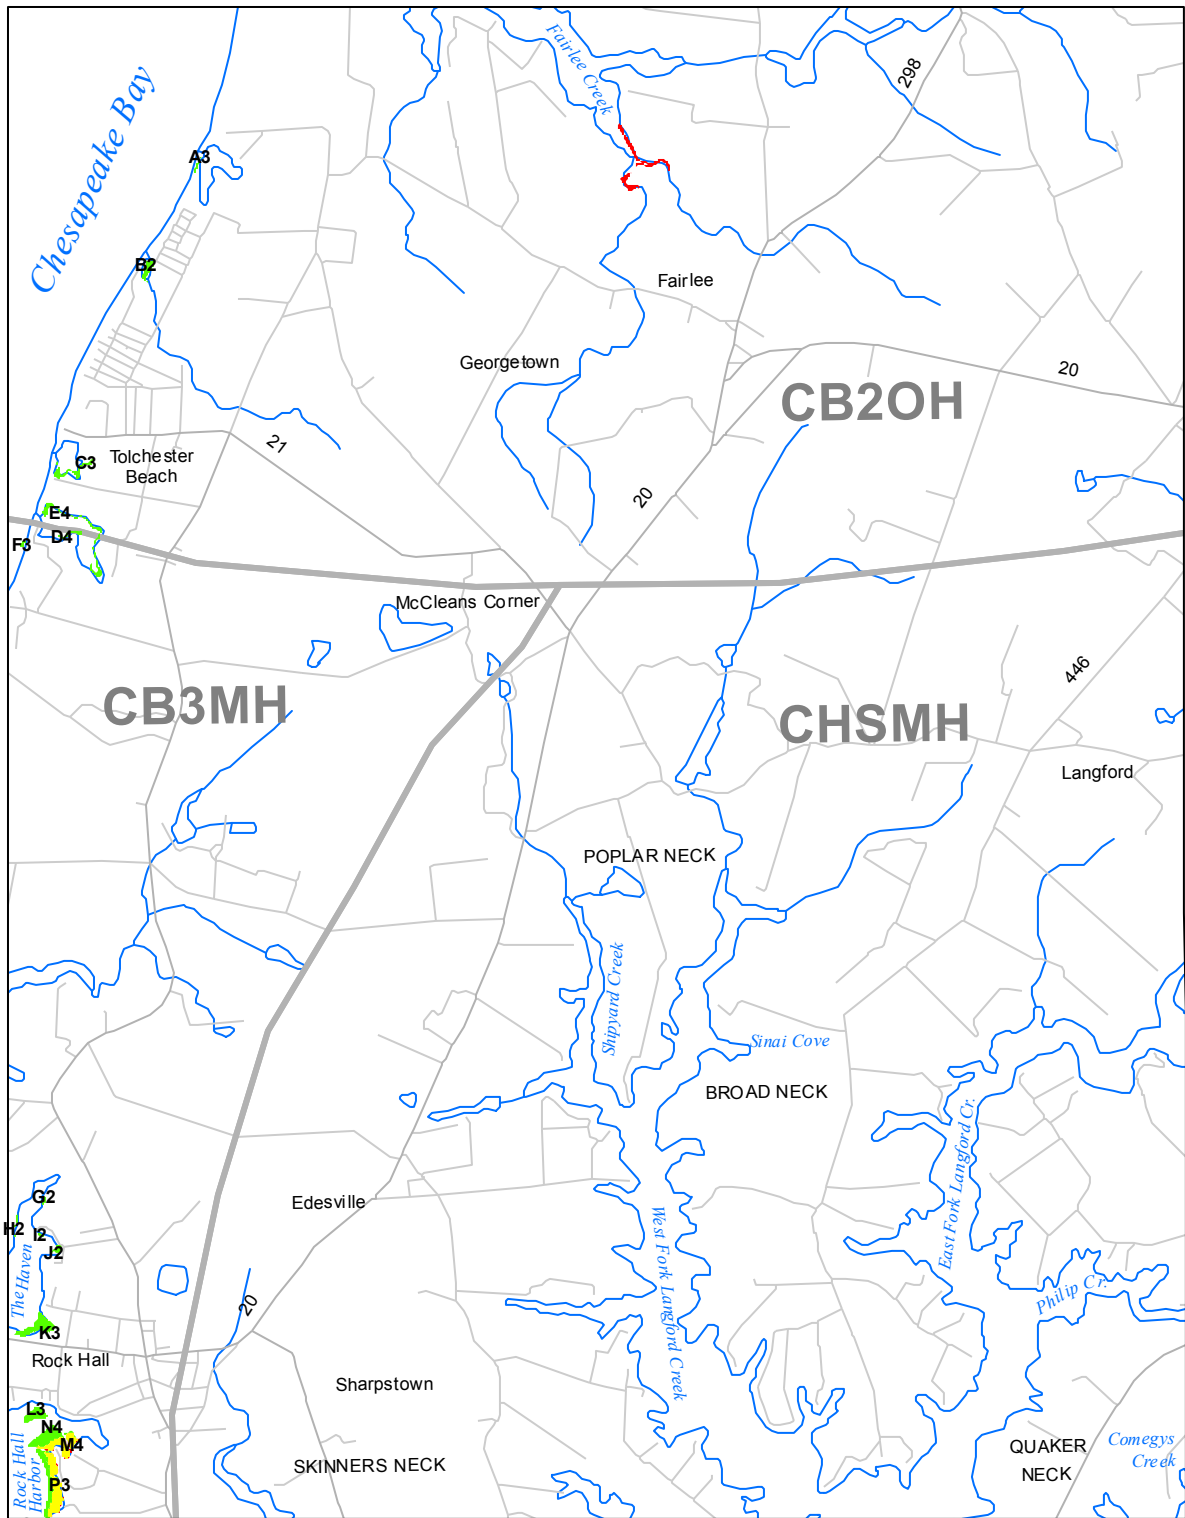 Fairlee Creek
298
Chesapeake Bay
A3
B2
Fairlee
Georgetown
20
CB2OH
21
C3
Tolchester
Beach
20
E4
D4
F3
McCleans Corner
446
CB3MH
CHSMH
Langford
POPLAR NECK
Shipyard Creek
Sinai Cove
BROAD NECK
East Fork Langford Cr.
G2
Edesville
H2
I2
J2
West Fork Langford Creek
The Haven
Philip Cr.
20
K3
Rock Hall
Sharpstown
L3
N4
M4
QUAKER
NECK
Comegys
Creek
SKINNERS NECK
Rock Hall
Harbor
P3